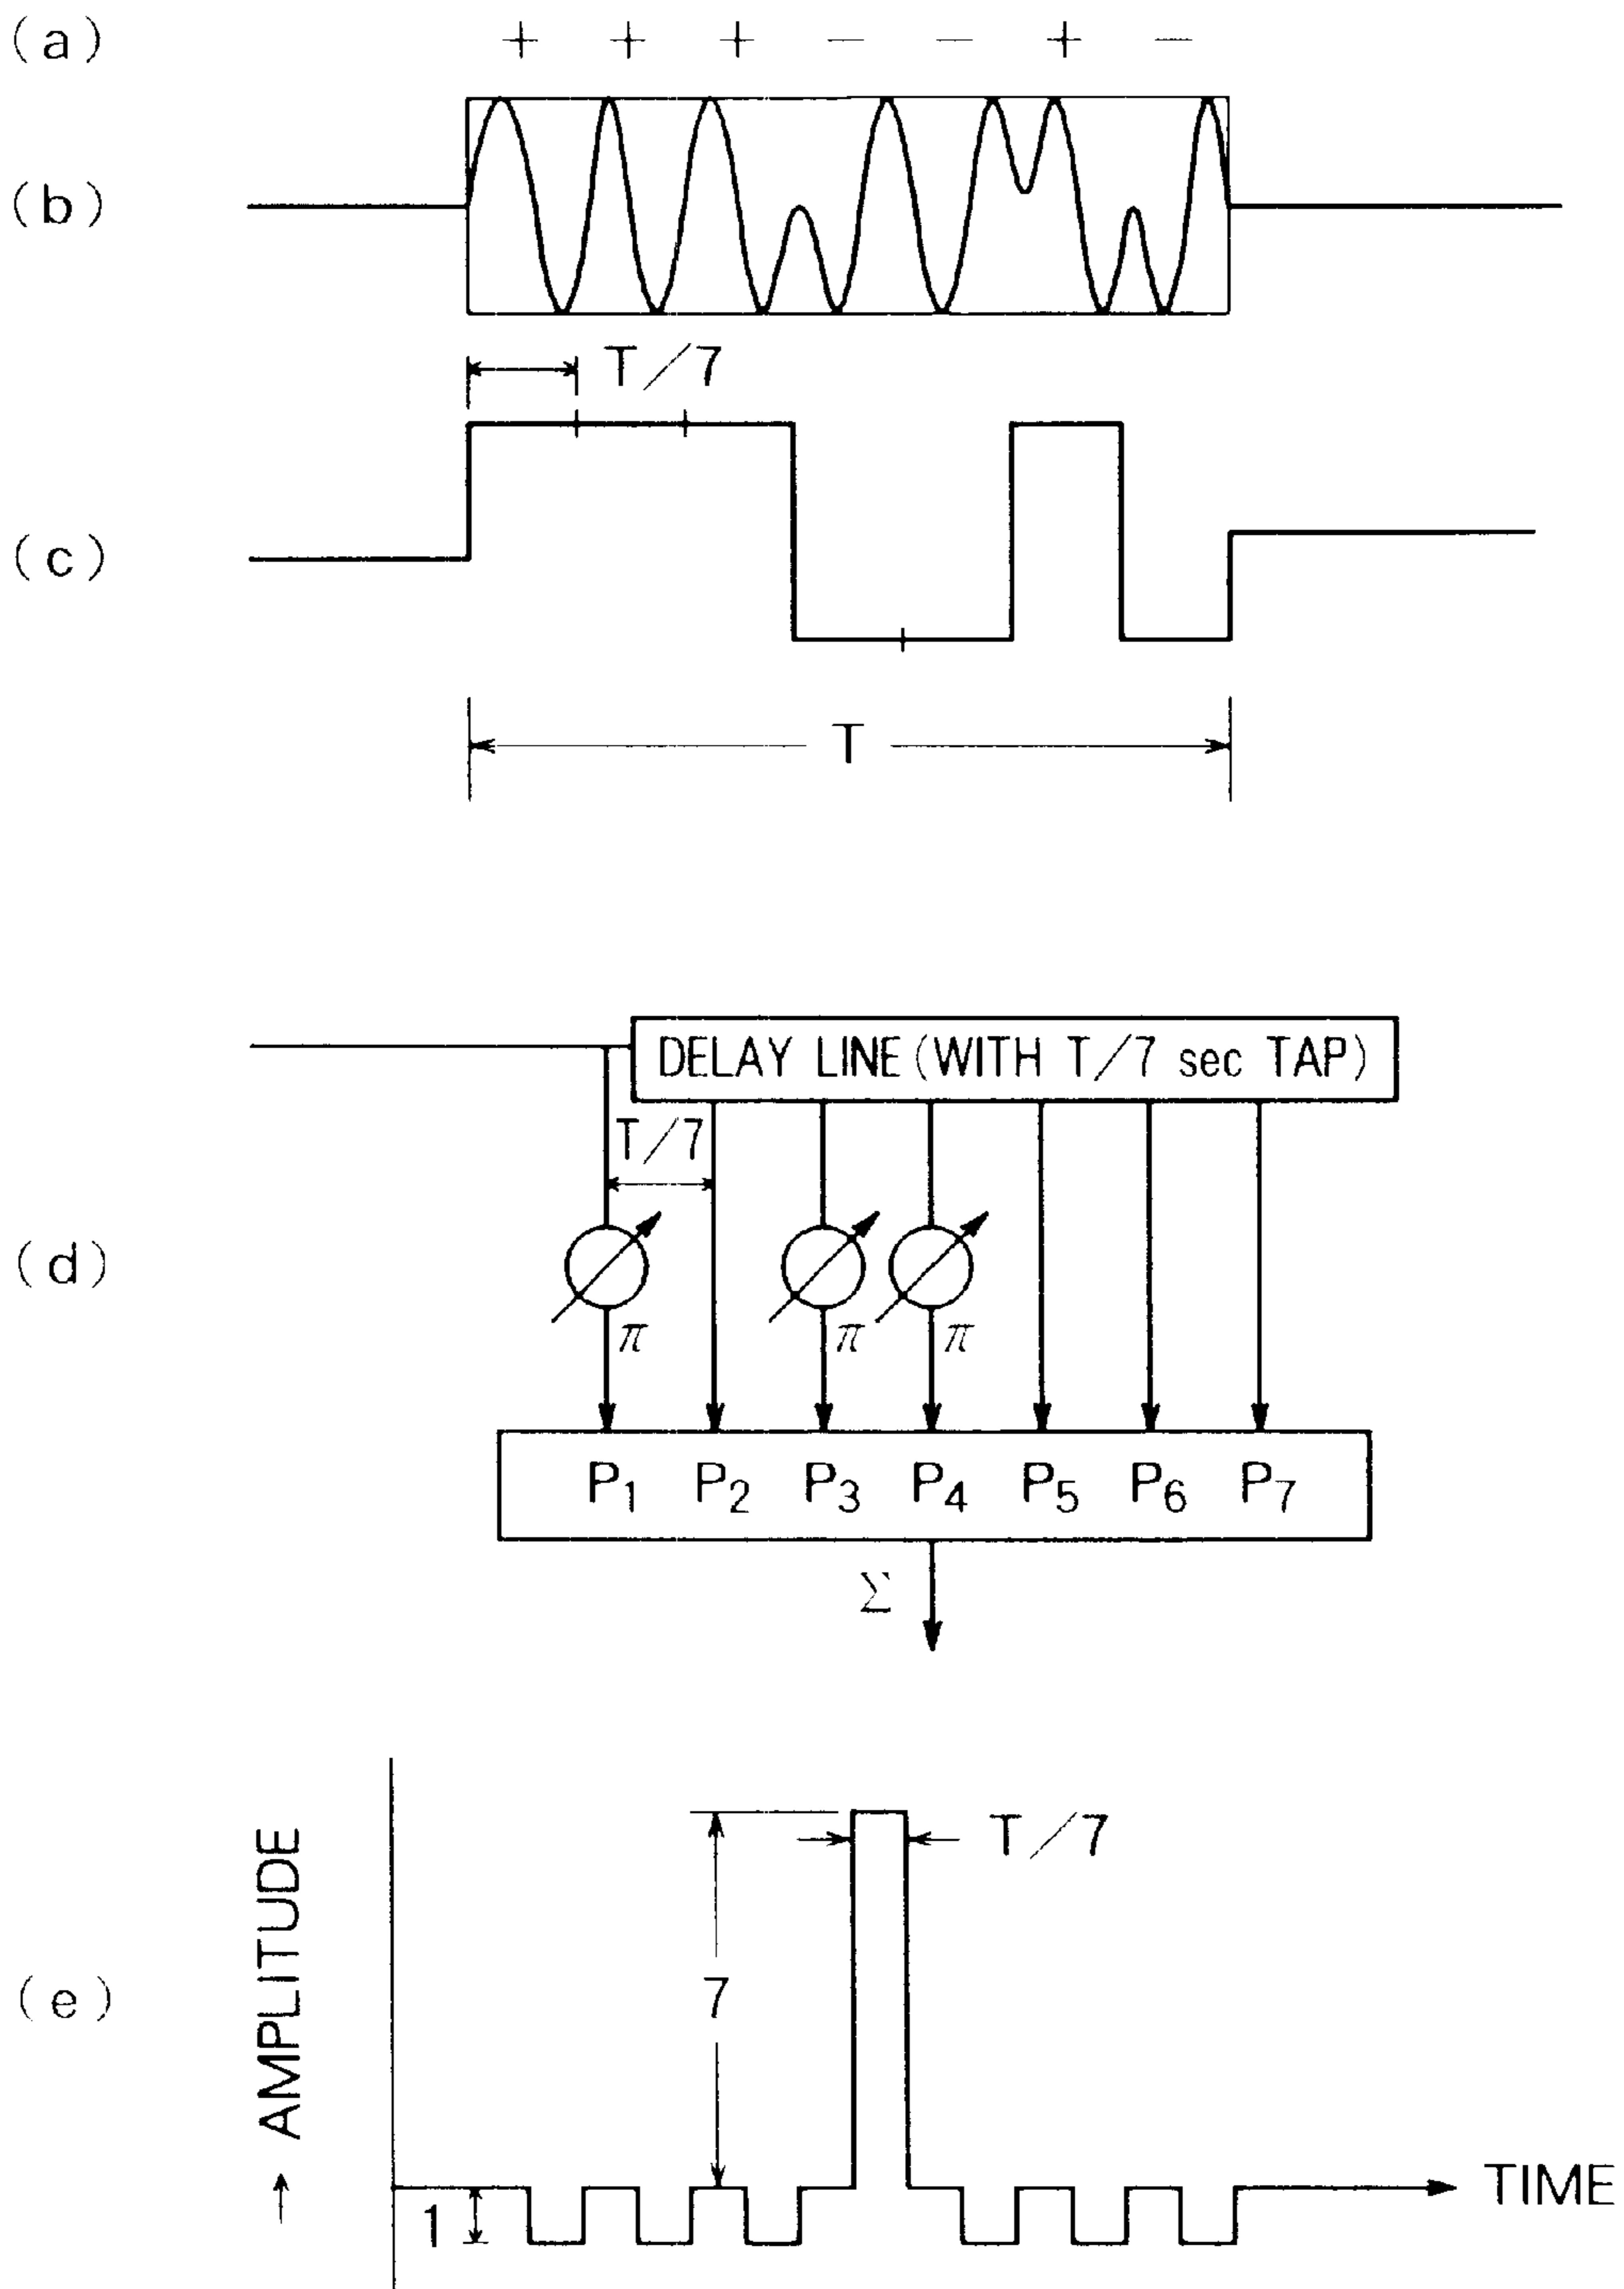 (a) + + + − − + −
(b)
T/7
(c)
T
DELAY LINE (WITH T/7 sec TAP)
T/7
(d)
π π π
P₁ P₂ P₃ P₄ P₅ P₆ P₇
Σ
T/7
→ AMPLITUDE
(e)
7
TIME
1